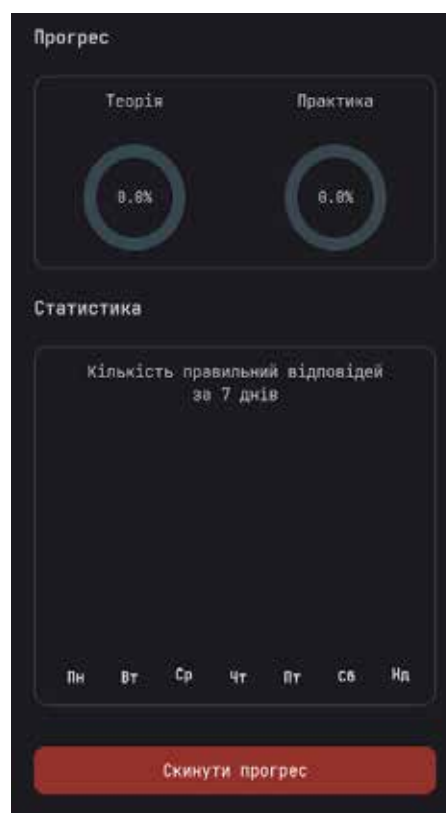 Прогрес
Теорія Практика
0.0% 0.0%
Статистика
Кількість правильний відповідей
за 7 днів
Пн Вт Ср Чт Пт Сб Нд
Скинути прогрес